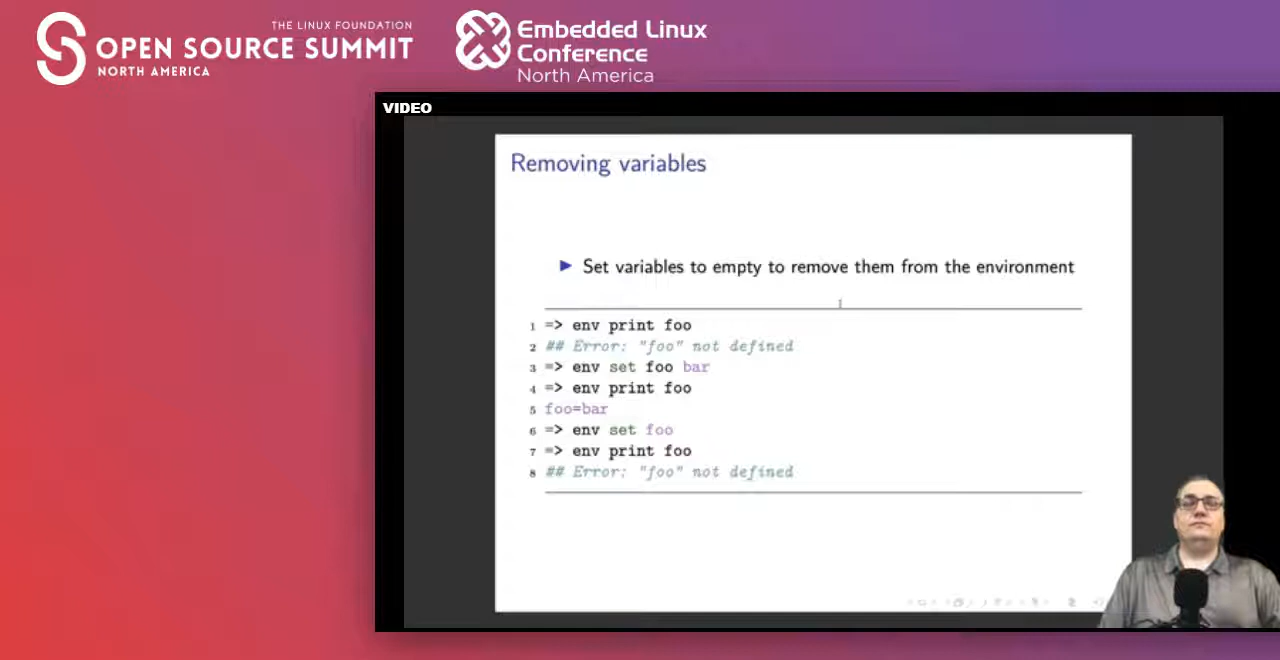 THE LINUX FOUNDATION
OPEN SOURCE SUMMIT
NORTH AMERICA
Embedded Linux
Conference
North America
VIDEO
Removing variables
▶ Set variables to empty to remove them from the environment
1 => env print foo
2 ## Error: "foo" not defined
3 => env set foo bar
4 => env print foo
5 foo=bar
6 => env set foo
7 => env print foo
8 ## Error: "foo" not defined